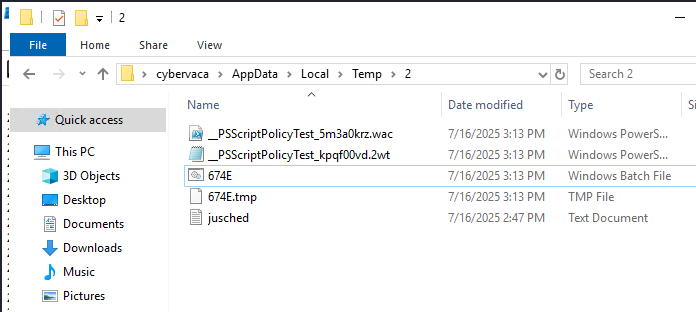 2
File
Home
Share
View
cybervaca > AppData > Local > Temp > 2
Search 2
Name
Date modified
Type
Si
Quick access
This PC
3D Objects
Desktop
Documents
Downloads
Music
Pictures
__PSScriptPolicyTest_5m3a0krz.wac 7/16/2025 3:13 PM Windows PowerS...
__PSScriptPolicyTest_kpqf00vd.2wt 7/16/2025 3:13 PM Windows PowerS...
674E 7/16/2025 3:13 PM Windows Batch File
674E.tmp 7/16/2025 3:13 PM TMP File
jusched 7/16/2025 2:47 PM Text Document